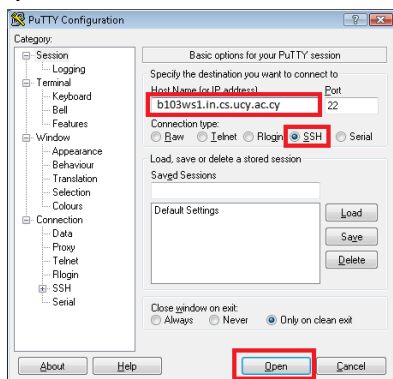 PuTTY Configuration
Category:
Session
Logging
Terminal
Keyboard
Bell
Features
Window
Appearance
Behaviour
Translation
Selection
Colours
Connection
Data
Proxy
Telnet
Rlogin
SSH
Serial
Basic options for your PuTTY session
Specify the destination you want to connect to
Host Name (or IP address) Port
b103ws1.in.cs.ucy.ac.cy 22
Connection type:
Raw Telnet Rlogin SSH Serial
Load, save or delete a stored session
Saved Sessions
Default Settings
Load
Save
Delete
Close window on exit:
Always Never Only on clean exit
About Help Open Cancel